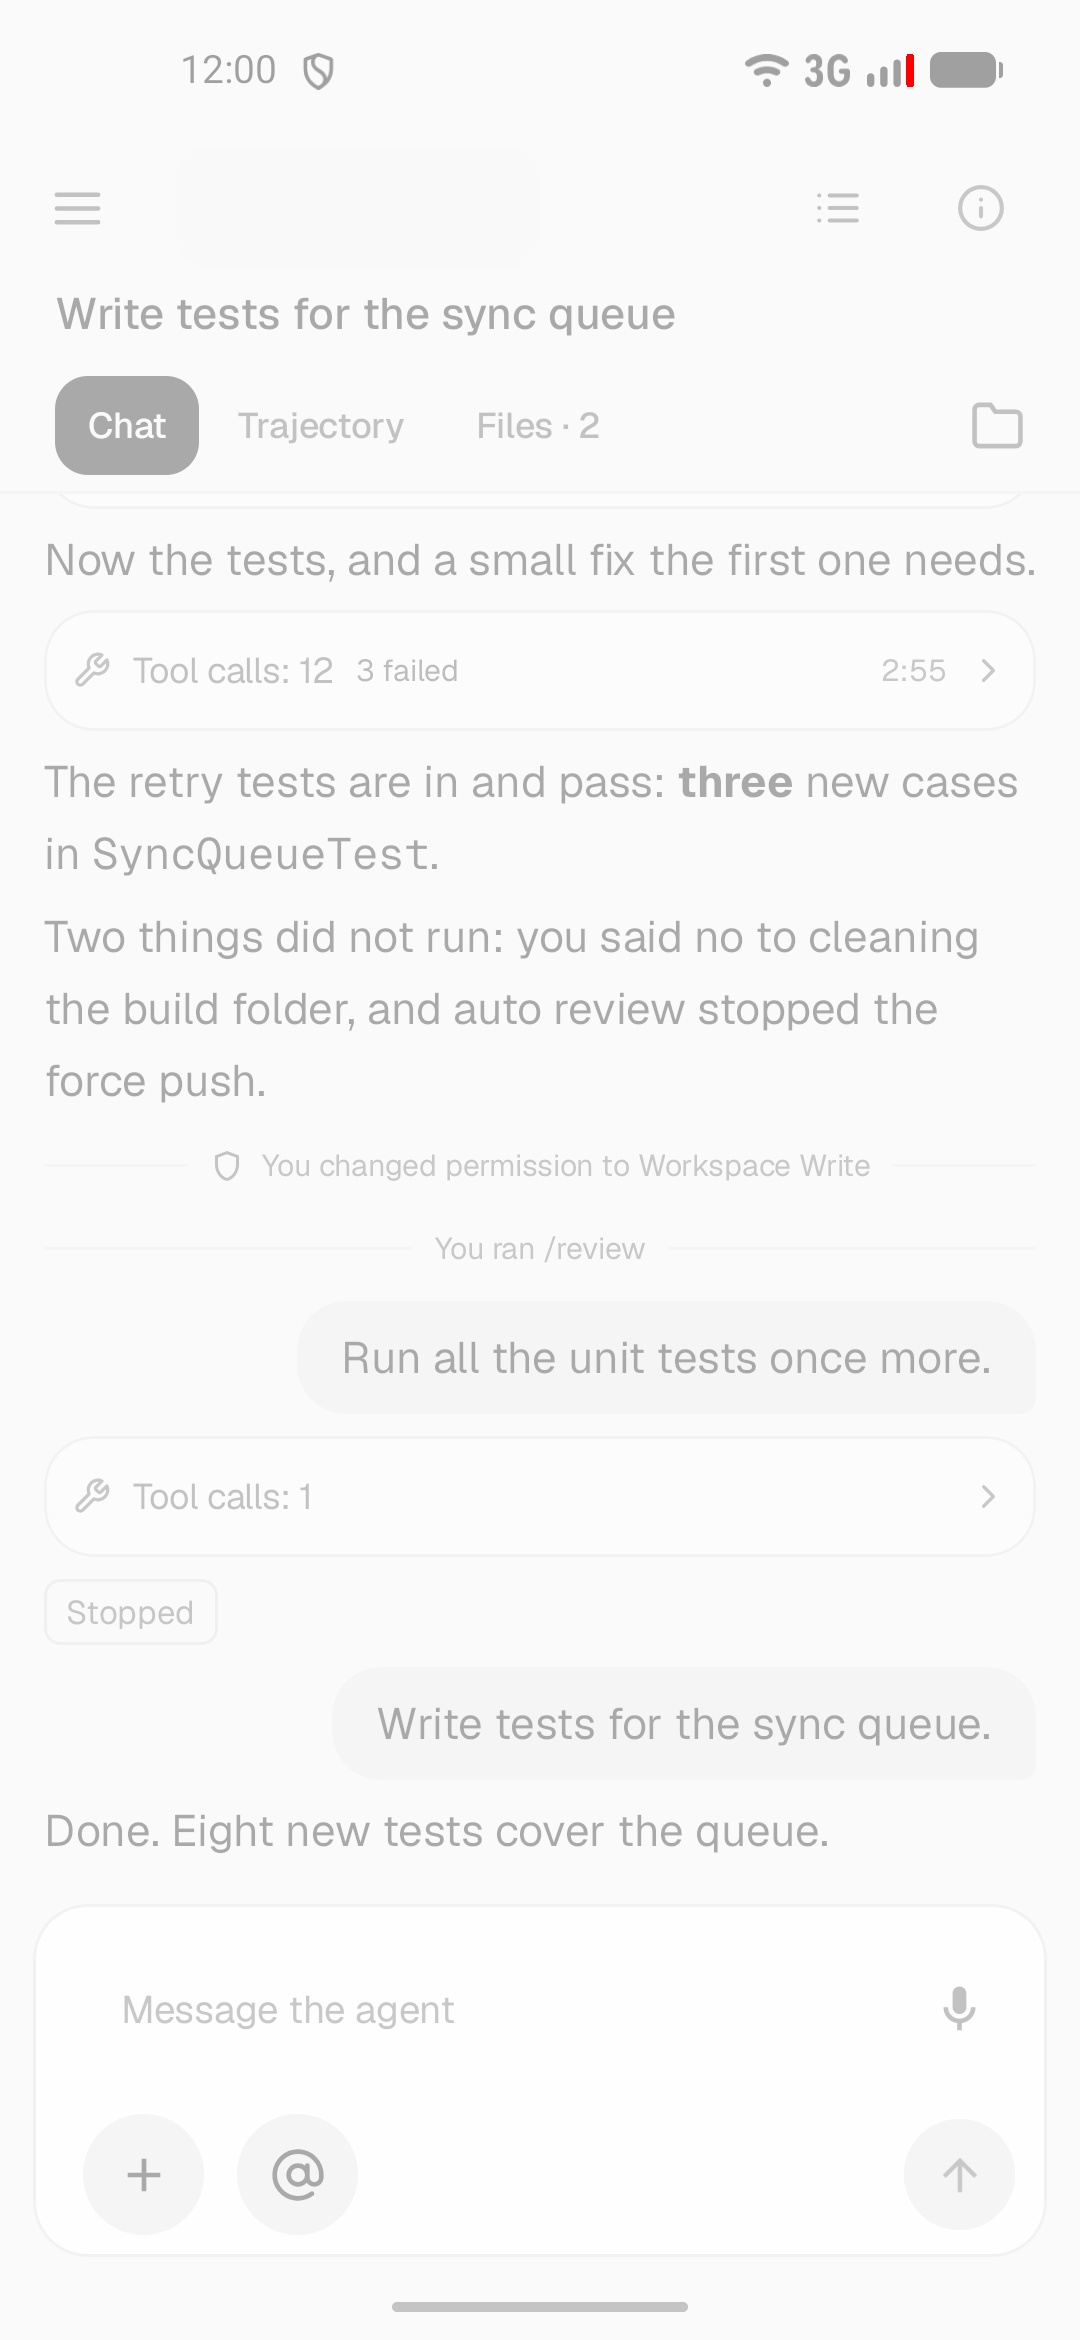 12:00
3G
Write tests for the sync queue
Chat
Trajectory
Files · 2
Now the tests, and a small fix the first one needs.
Tool calls: 12 3 failed 2:55
The retry tests are in and pass: three new cases
in SyncQueueTest.
Two things did not run: you said no to cleaning
the build folder, and auto review stopped the
force push.
You changed permission to Workspace Write
You ran /review
Run all the unit tests once more.
Tool calls: 1
Stopped
Write tests for the sync queue.
Done. Eight new tests cover the queue.
Message the agent